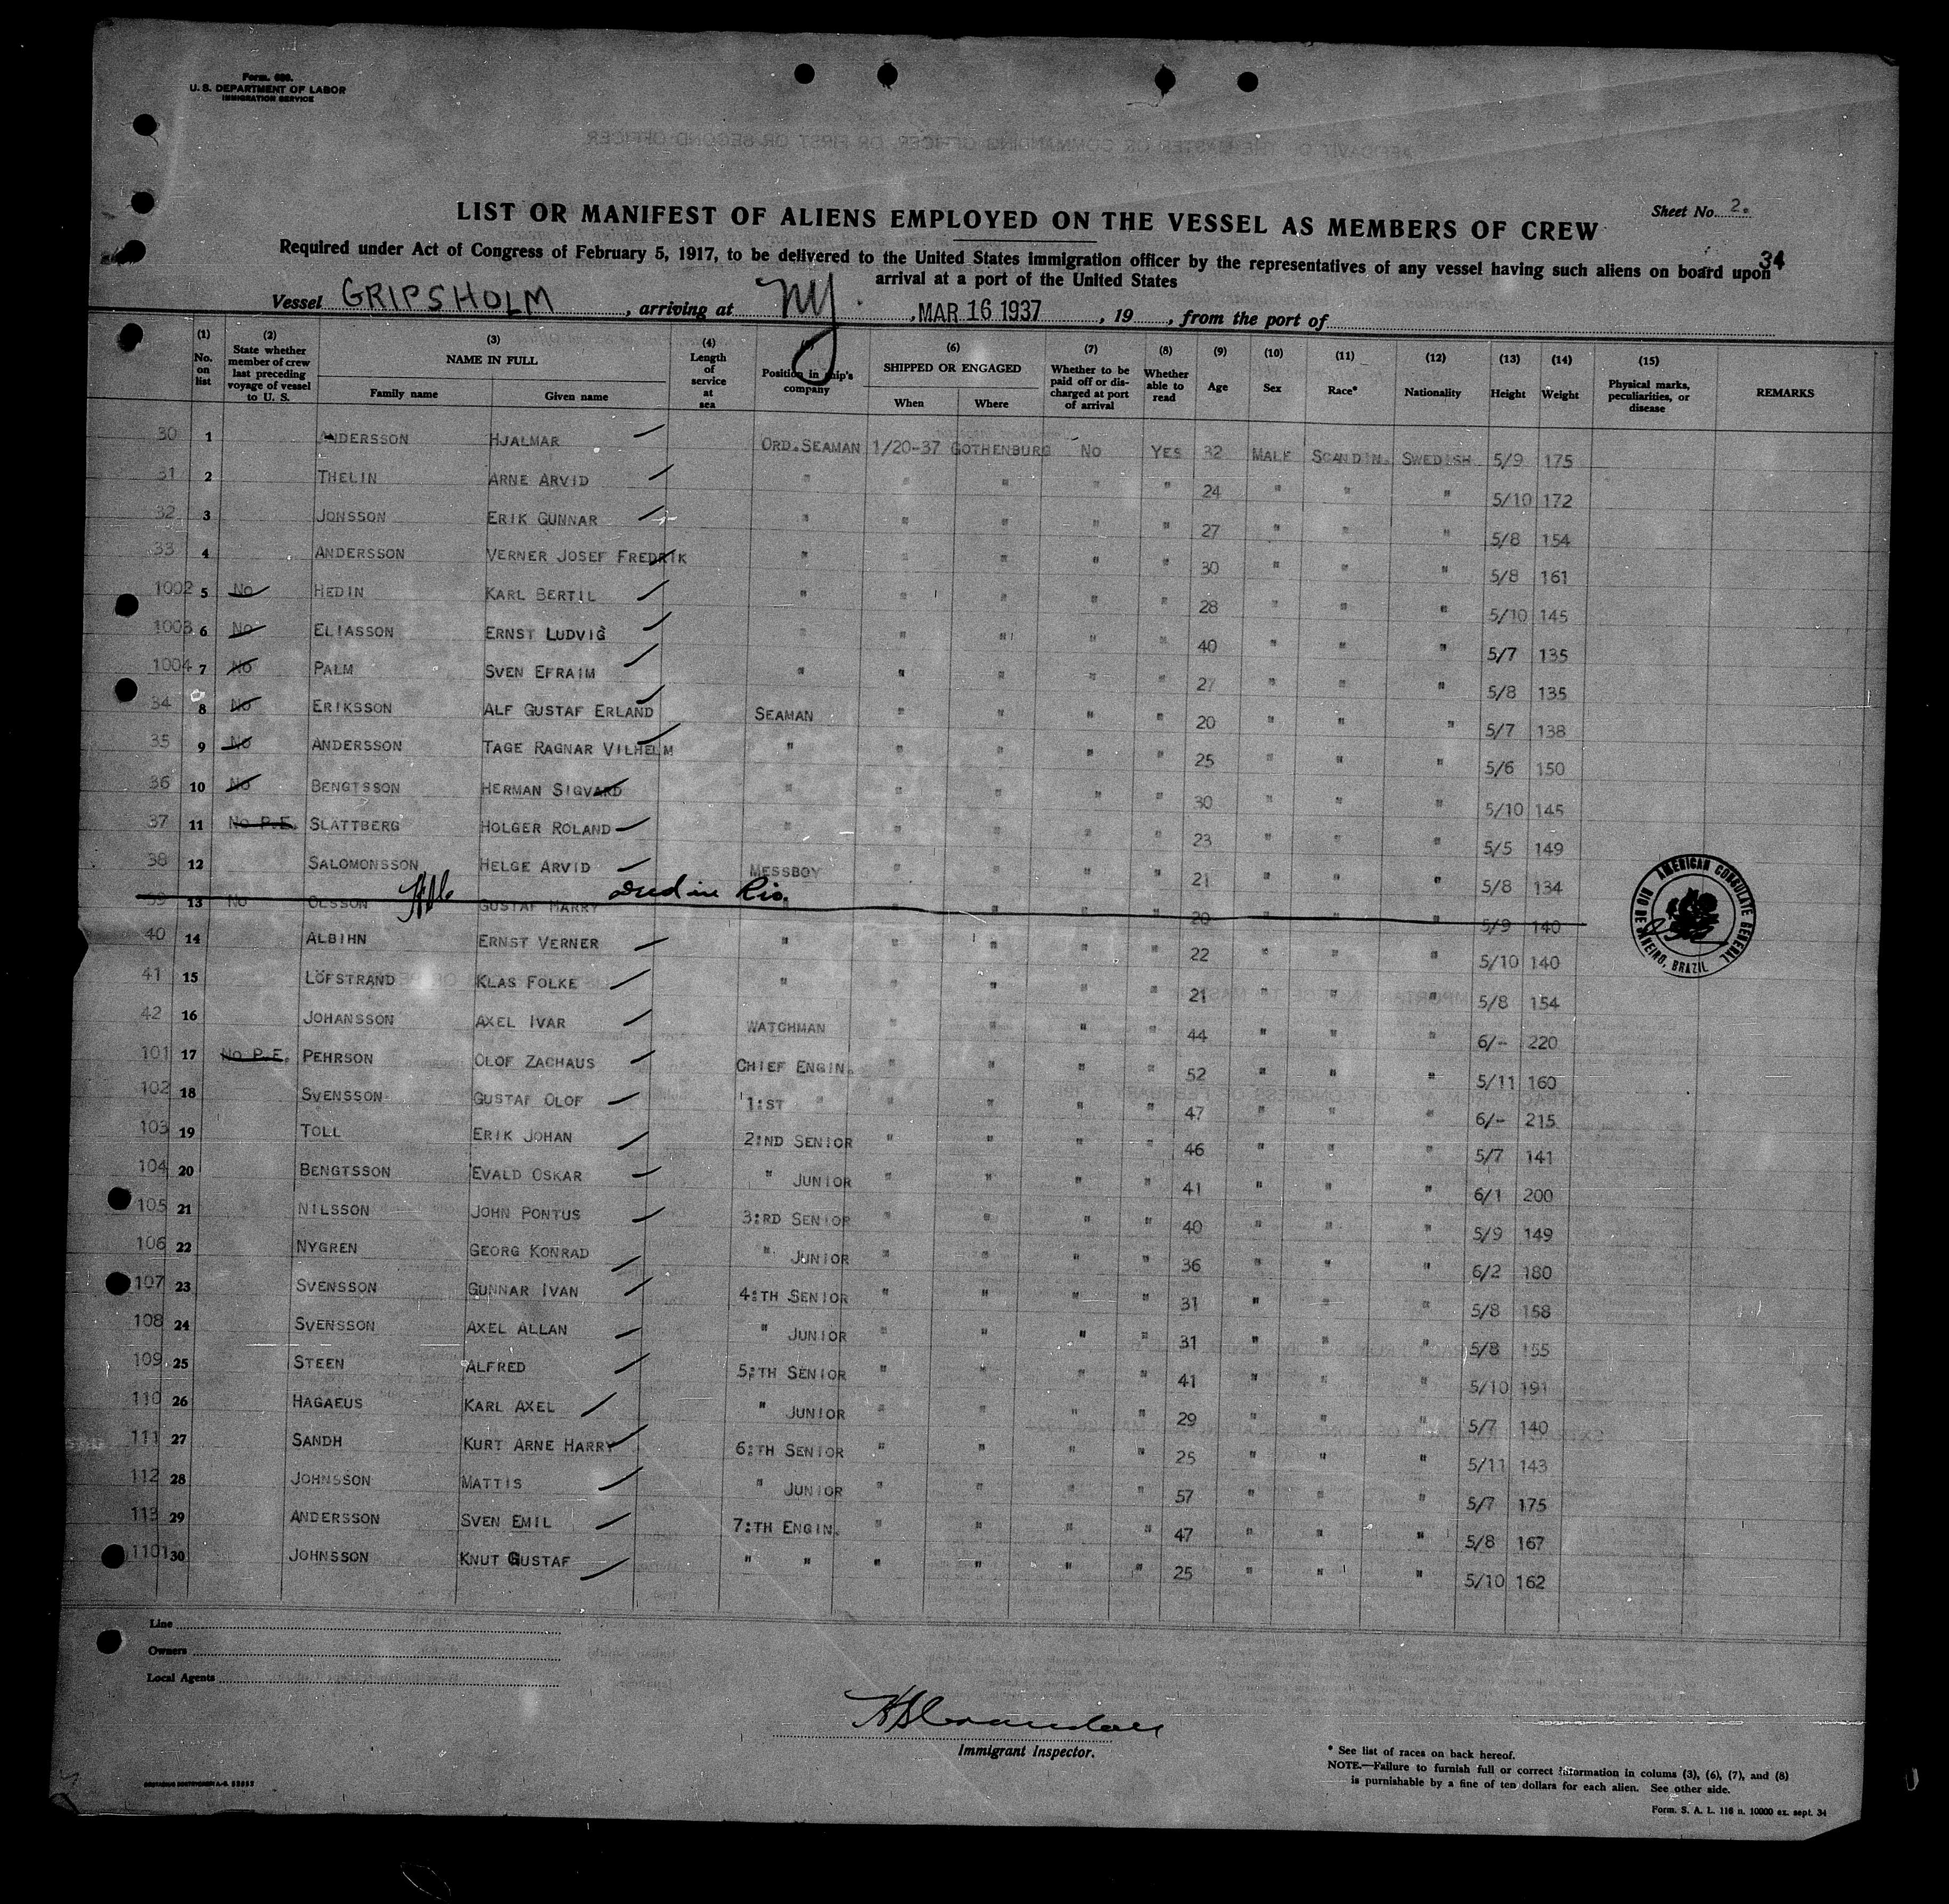 Form. 680.
U. S. DEPARTMENT OF LABOR
IMMIGRATION SERVICE
LIST OR MANIFEST OF ALIENS EMPLOYED ON THE VESSEL AS MEMBERS OF CREW
Sheet No. 2.
Required under Act of Congress of February 5, 1917, to be delivered to the United States immigration officer by the representatives of any vessel having such aliens on board upon
34
arrival at a port of the United States
Vessel GRIPSHOLM, arriving at NY., MAR 16 1937, 19, from the port of
(1) No. on list (2) State whether member of crew last preceding voyage of vessel to U. S. (3) NAME IN FULL Family name Given name (4) Length of service at sea Position in ship's company (6) SHIPPED OR ENGAGED When Where (7) Whether to be paid off or discharged at port of arrival (8) Whether able to read (9) Age (10) Sex (11) Race* (12) Nationality (13) Height (14) Weight (15) Physical marks, peculiarities, or disease REMARKS
30 1 ANDERSSON HJALMAR ORD.SEAMAN 1/20-37 GOTHENBURG NO YES 32 MALE SCANDIN. SWEDISH 5/9 175
31 2 THELIN ARNE ARVID " " " " " 24 " " " 5/10 172
32 3 JONSSON ERIK GUNNAR " " " " " 27 " " " 5/8 154
33 4 ANDERSSON VERNER JOSEF FREDRIK " " " " " 30 " " " 5/8 161
1002 5 No HEDIN KARL BERTIL " " " " " 28 " " " 5/10 145
1003 6 No ELIASSON ERNST LUDVIG " " " " " 40 " " " 5/7 135
1004 7 No PALM SVEN EFRAIM " " " " " 27 " " " 5/8 135
34 8 No ERIKSSON ALF GUSTAF ERLAND SEAMAN " " " " 20 " " " 5/7 138
35 9 No ANDERSSON TAGE RAGNAR VILHELM " " " " " 25 " " " 5/6 150
36 10 No BENGTSSON HERMAN SIGVARD " " " " " 30 " " " 5/10 145
37 11 No P.E. SLATTBERG HOLGER ROLAND " " " " " 23 " " " 5/5 149
38 12 SALOMONSSON HELGE ARVID MESSBOY " " " " 21 " " " 5/8 134
in Rio.
39 13 No OLSSON GUSTAF HARRY " " " " " 20 " " " 5/9 140
40 14 ALBIHN ERNST VERNER " " " " " 22 " " " 5/10 140
41 15 LÖFSTRAND KLAS FOLKE " " " " " 21 " " " 5/8 154
42 16 JOHANSSON AXEL IVAR WATCHMAN " " " " 44 " " " 6/- 220
101 17 No P.E. PEHRSON OLOF ZACHAUS CHIEF ENGIN. " " " " 52 " " " 5/11 160
102 18 SVENSSON GUSTAF OLOF 1:ST " " " " " 47 " " " 6/- 215
103 19 TOLL ERIK JOHAN 2:ND SENIOR " " " " 46 " " " 5/7 141
104 20 BENGTSSON EVALD OSKAR " JUNIOR " " " " 41 " " " 6/1 200
105 21 NILSSON JOHN PONTUS 3:RD SENIOR " " " " 40 " " " 5/9 149
106 22 NYGREN GEORG KONRAD " JUNIOR " " " " 36 " " " 6/2 180
107 23 SVENSSON GUNNAR IVAN 4:TH SENIOR " " " " 31 " " " 5/8 158
108 24 SVENSSON AXEL ALLAN " JUNIOR " " " " 31 " " " 5/8 155
109 25 STEEN ALFRED 5:TH SENIOR " " " " 41 " " " 5/10 191
110 26 HAGAEUS KARL AXEL " JUNIOR " " " " 29 " " " 5/7 140
111 27 SANDH KURT ARNE HARRY 6:TH SENIOR " " " " 25 " " " 5/11 143
112 28 JOHNSSON MATTIS " JUNIOR " " " " 57 " " " 5/7 175
113 29 ANDERSSON SVEN EMIL 7:TH ENGIN. " " " " 47 " " " 5/8 167
1101 30 JOHNSSON KNUT GUSTAF " " " " " " 25 " " " 5/10 162
AMERICAN CONSULATE GENERAL
RIO DE JANEIRO, BRAZIL
Line
Owners
Local Agents
Immigrant Inspector.
* See list of races on back hereof.
NOTE.—Failure to furnish full or correct information in colums (3), (6), (7), and (8)
is purnishable by a fine of ten dollars for each alien. See other side.
Form. S. A. L. 116 n. 10000 ex. sept. 34